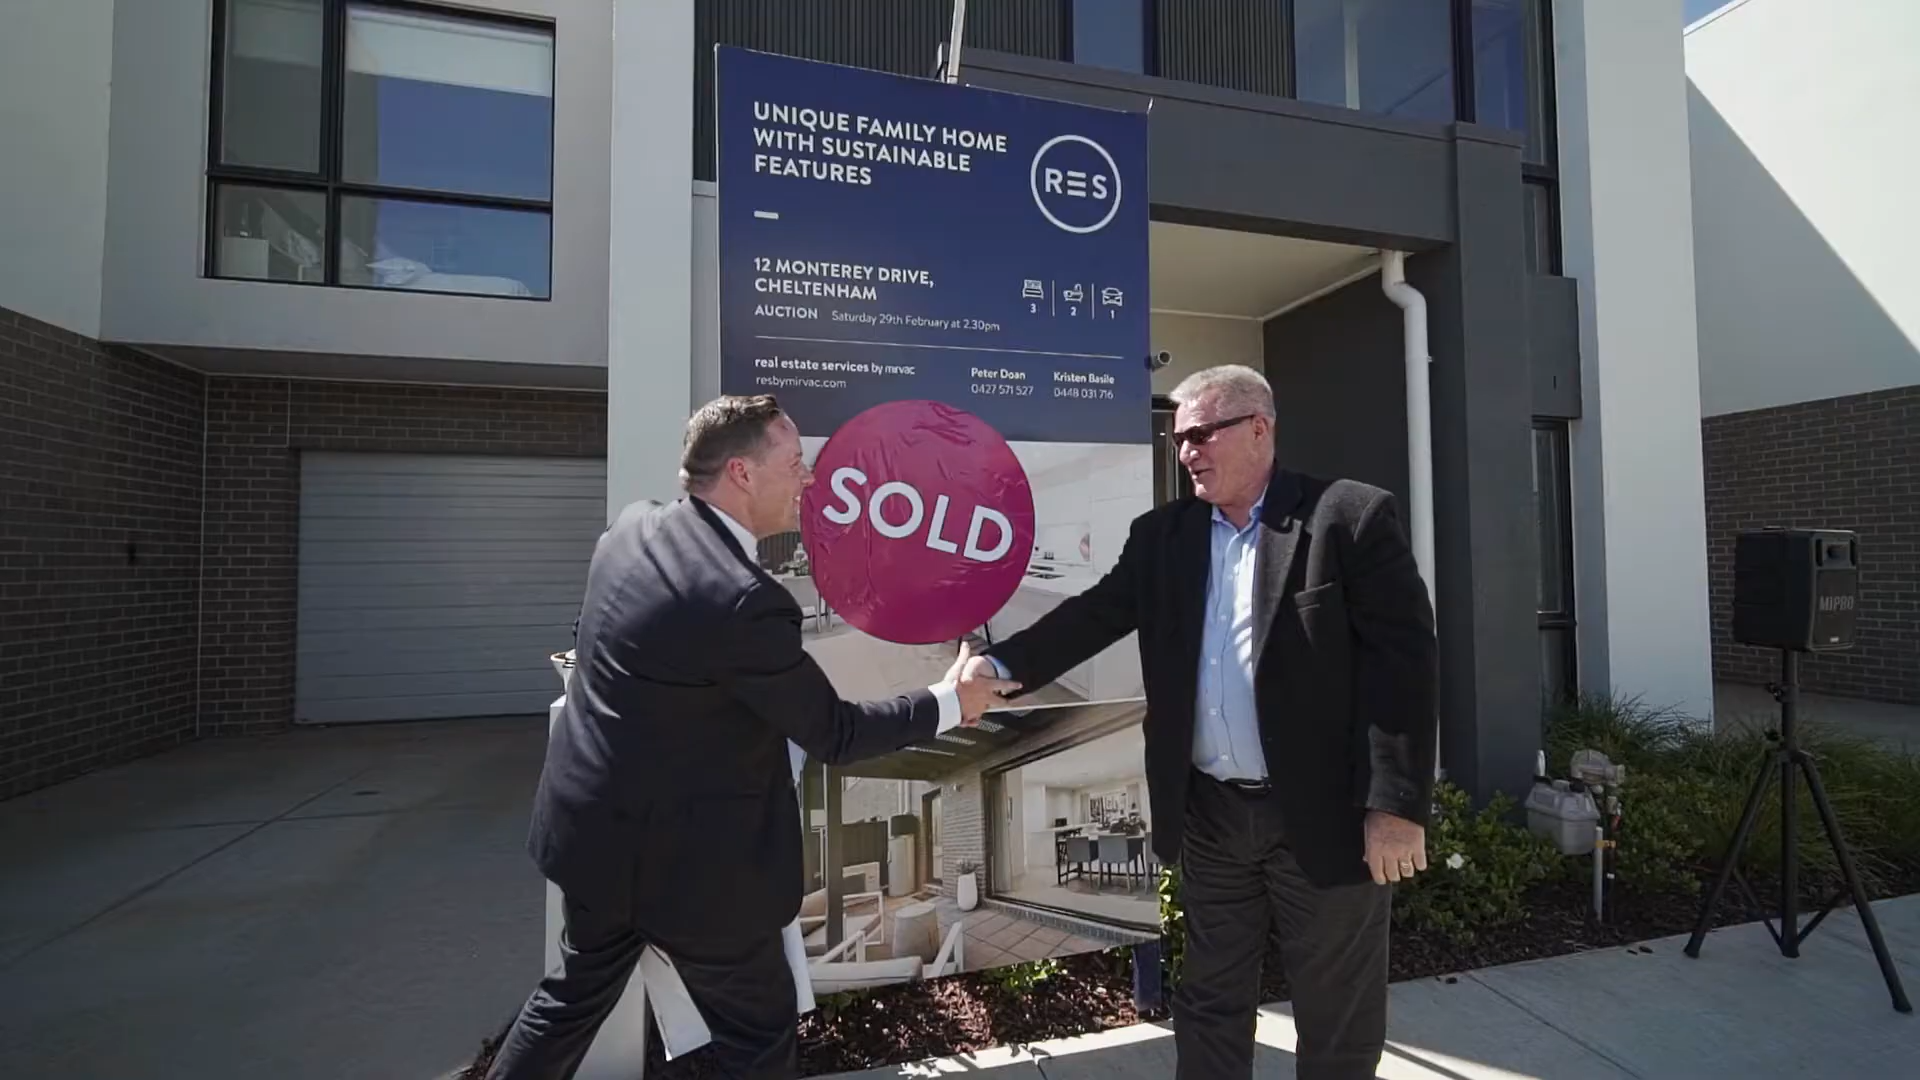 UNIQUE FAMILY HOME
WITH SUSTAINABLE
FEATURES
RES
12 MONTEREY DRIVE,
CHELTENHAM
3 2 1
AUCTION Saturday 29th February at 2.30pm
real estate services by mirvac
resbymirvac.com
Peter Doan
0427 571 527
Kristen Basile
0448 031 716
SOLD
MiPRO